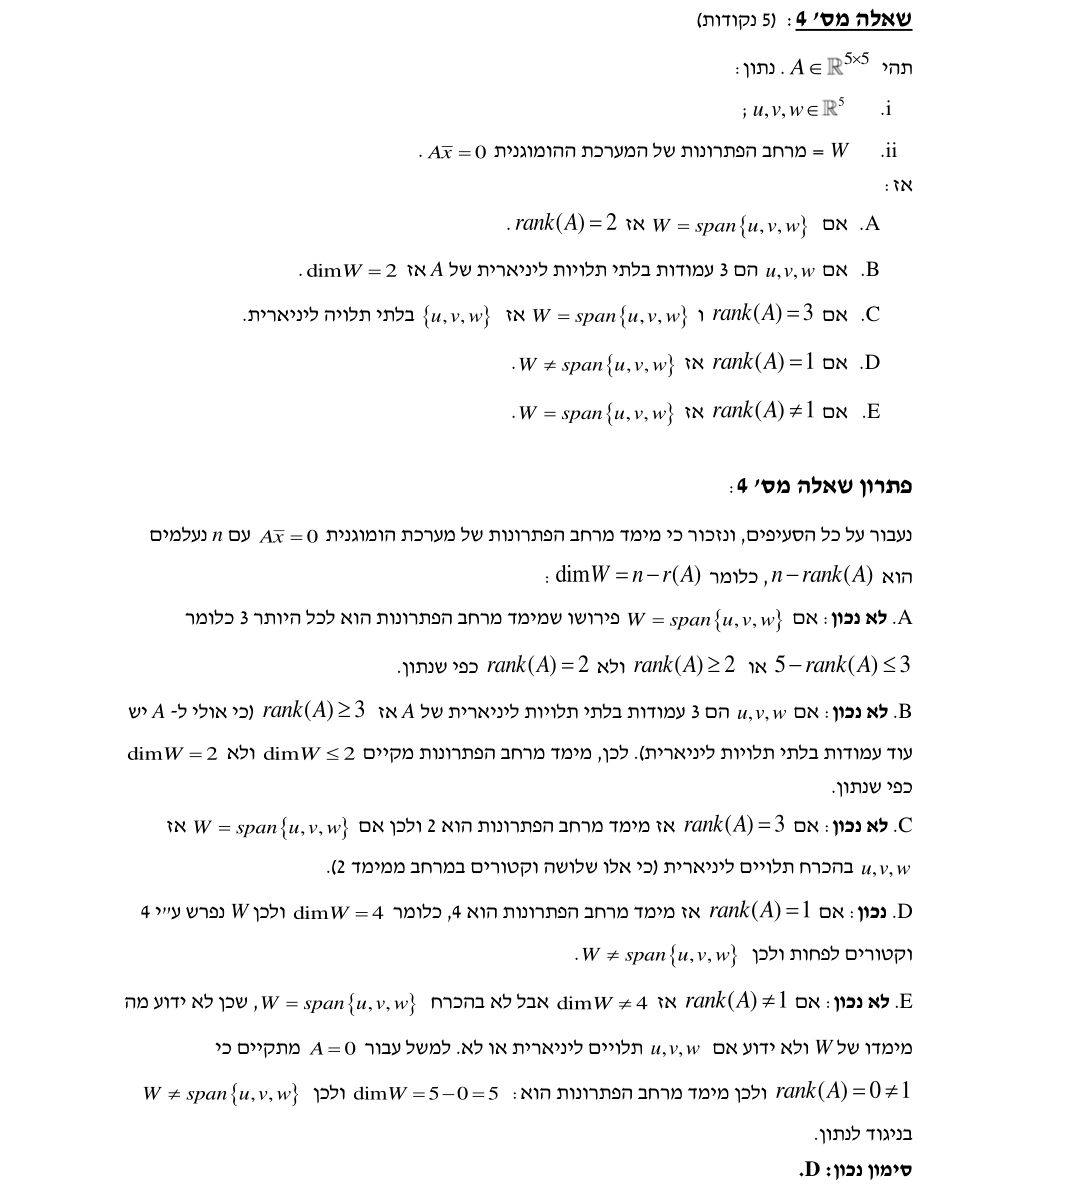 שאלה מס' 4 : (5 נקודות)
תהי A ∈ ℝ^{5×5} . נתון :
i. u, v, w ∈ ℝ^5 ;
ii. W = מרחב הפתרונות של המערכת ההומוגנית Ax̄ = 0 .
אז :
A. אם W = span{u, v, w} אז rank(A) = 2 .
B. אם u, v, w הם 3 עמודות בלתי תלויות ליניארית של A אז dim W = 2 .
C. אם rank(A) = 3 ו W = span{u, v, w} אז {u, v, w} בלתי תלויה ליניארית.
D. אם rank(A) = 1 אז W ≠ span{u, v, w}.
E. אם rank(A) ≠ 1 אז W = span{u, v, w}.
פתרון שאלה מס' 4 :
נעבור על כל הסעיפים, ונזכור כי מימד מרחב הפתרונות של מערכת הומוגנית Ax̄ = 0 עם n נעלמים
הוא n − rank(A), כלומר dim W = n − r(A) :
A. לא נכון : אם W = span{u, v, w} פירושו שמימד מרחב הפתרונות הוא לכל היותר 3 כלומר
5 − rank(A) ≤ 3 או rank(A) ≥ 2 ולא rank(A) = 2 כפי שנתון.
B. לא נכון : אם u, v, w הם 3 עמודות בלתי תלויות ליניארית של A אז rank(A) ≥ 3 (כי אולי ל- A יש
עוד עמודות בלתי תלויות ליניארית). לכן, מימד מרחב הפתרונות מקיים dim W ≤ 2 ולא dim W = 2
כפי שנתון.
C. לא נכון : אם rank(A) = 3 אז מימד מרחב הפתרונות הוא 2 ולכן אם W = span{u, v, w} אז
u, v, w בהכרח תלויים ליניארית (כי אלו שלושה וקטורים במרחב ממימד 2).
D. נכון : אם rank(A) = 1 אז מימד מרחב הפתרונות הוא 4, כלומר dim W = 4 ולכן W נפרש ע״י 4
וקטורים לפחות ולכן W ≠ span{u, v, w} .
E. לא נכון : אם rank(A) ≠ 1 אז dim W ≠ 4 אבל לא בהכרח W = span{u, v, w} , שכן לא ידוע מה
מימדו של W ולא ידוע אם u, v, w תלויים ליניארית או לא. למשל עבור A = 0 מתקיים כי
rank(A) = 0 ≠ 1 ולכן מימד מרחב הפתרונות הוא : dim W = 5 − 0 = 5 ולכן W ≠ span{u, v, w}
בניגוד לנתון.
סימון נכון: D.